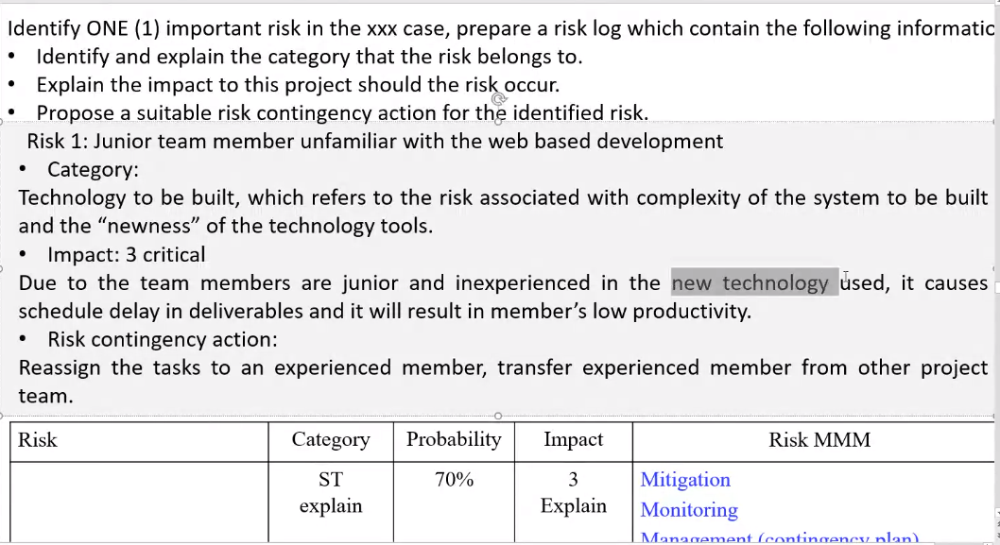 Identify ONE (1) important risk in the xxx case, prepare a risk log which contain the following informatic
• Identify and explain the category that the risk belongs to.
• Explain the impact to this project should the risk occur.
• Propose a suitable risk contingency action for the identified risk.
Risk 1: Junior team member unfamiliar with the web based development
• Category:
Technology to be built, which refers to the risk associated with complexity of the system to be built
and the “newness” of the technology tools.
• Impact: 3 critical
Due to the team members are junior and inexperienced in the new technology used, it causes
schedule delay in deliverables and it will result in member’s low productivity.
• Risk contingency action:
Reassign the tasks to an experienced member, transfer experienced member from other project
team.
Risk Category Probability Impact Risk MMM
ST 70% 3 Mitigation
explain Explain Monitoring
Management (contingency plan)